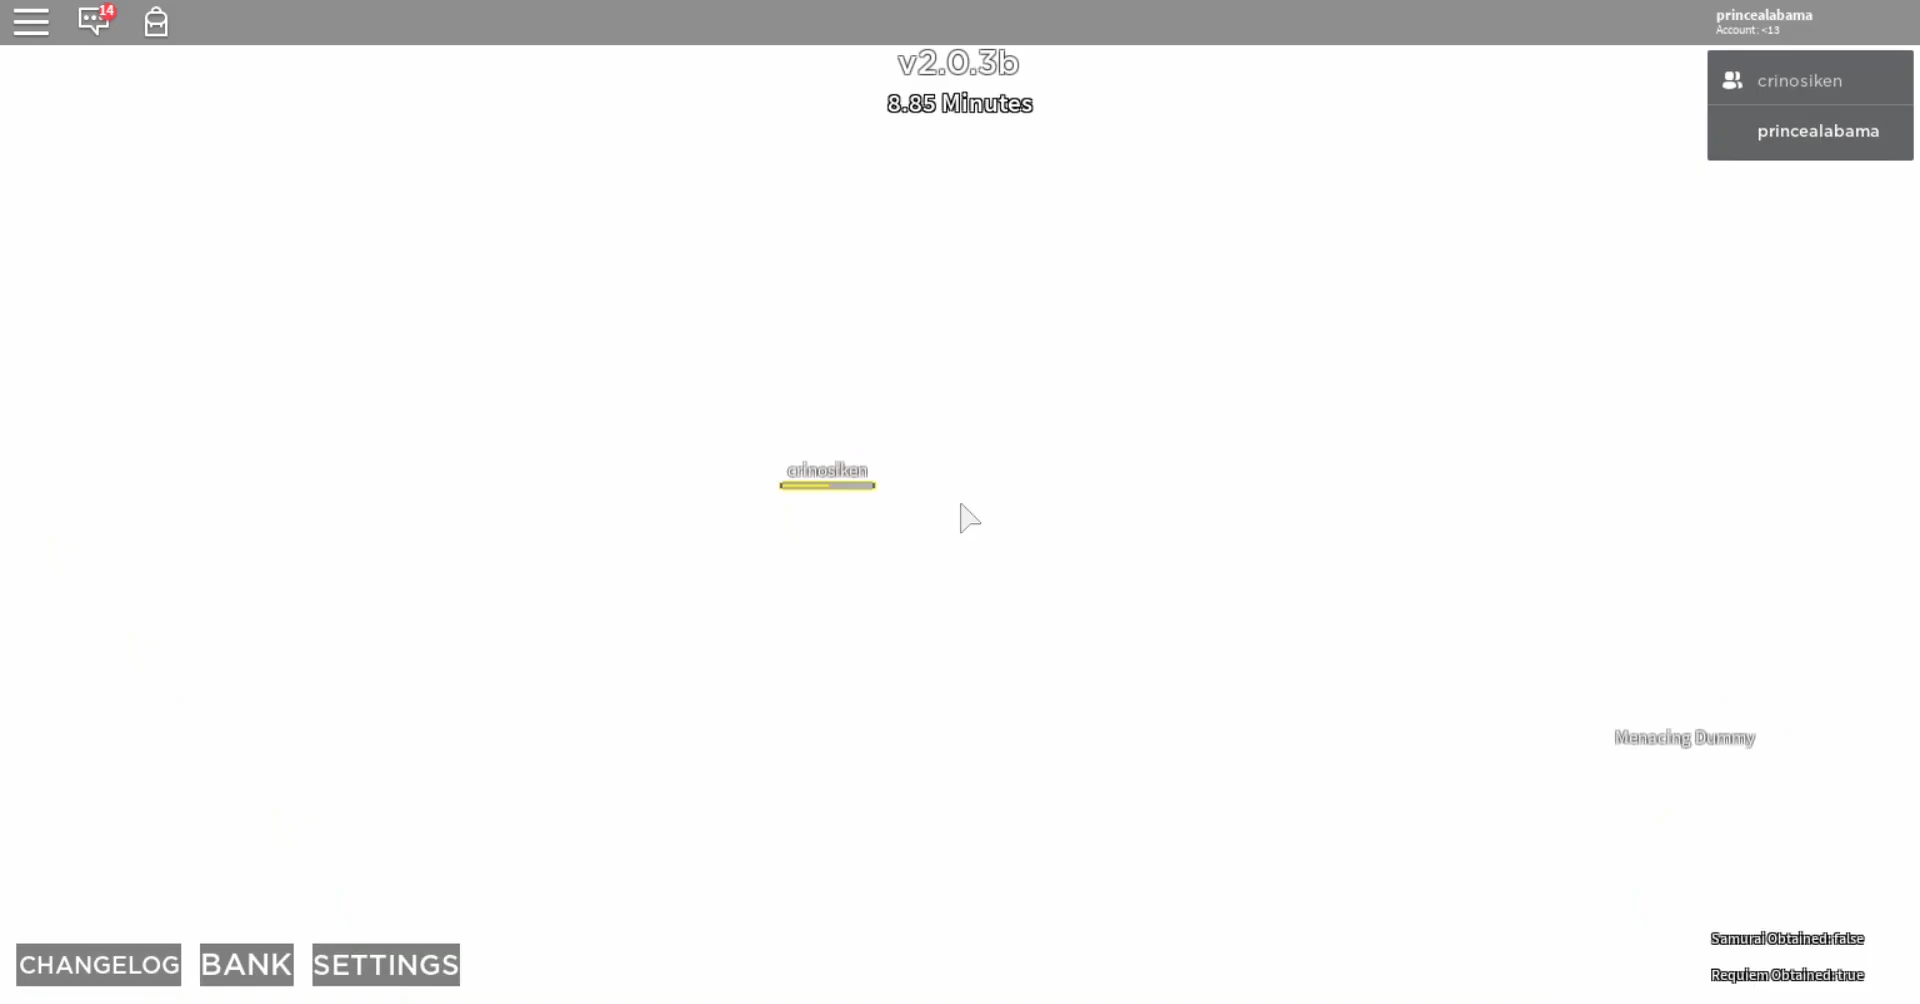 14
princealabama
Account: <13
v2.0.3b
8.85 Minutes
crinosiken
princealabama
crinosiken
Menacing Dummy
Samurai Obtained:false
Requiem Obtained:true
CHANGELOG
BANK
SETTINGS